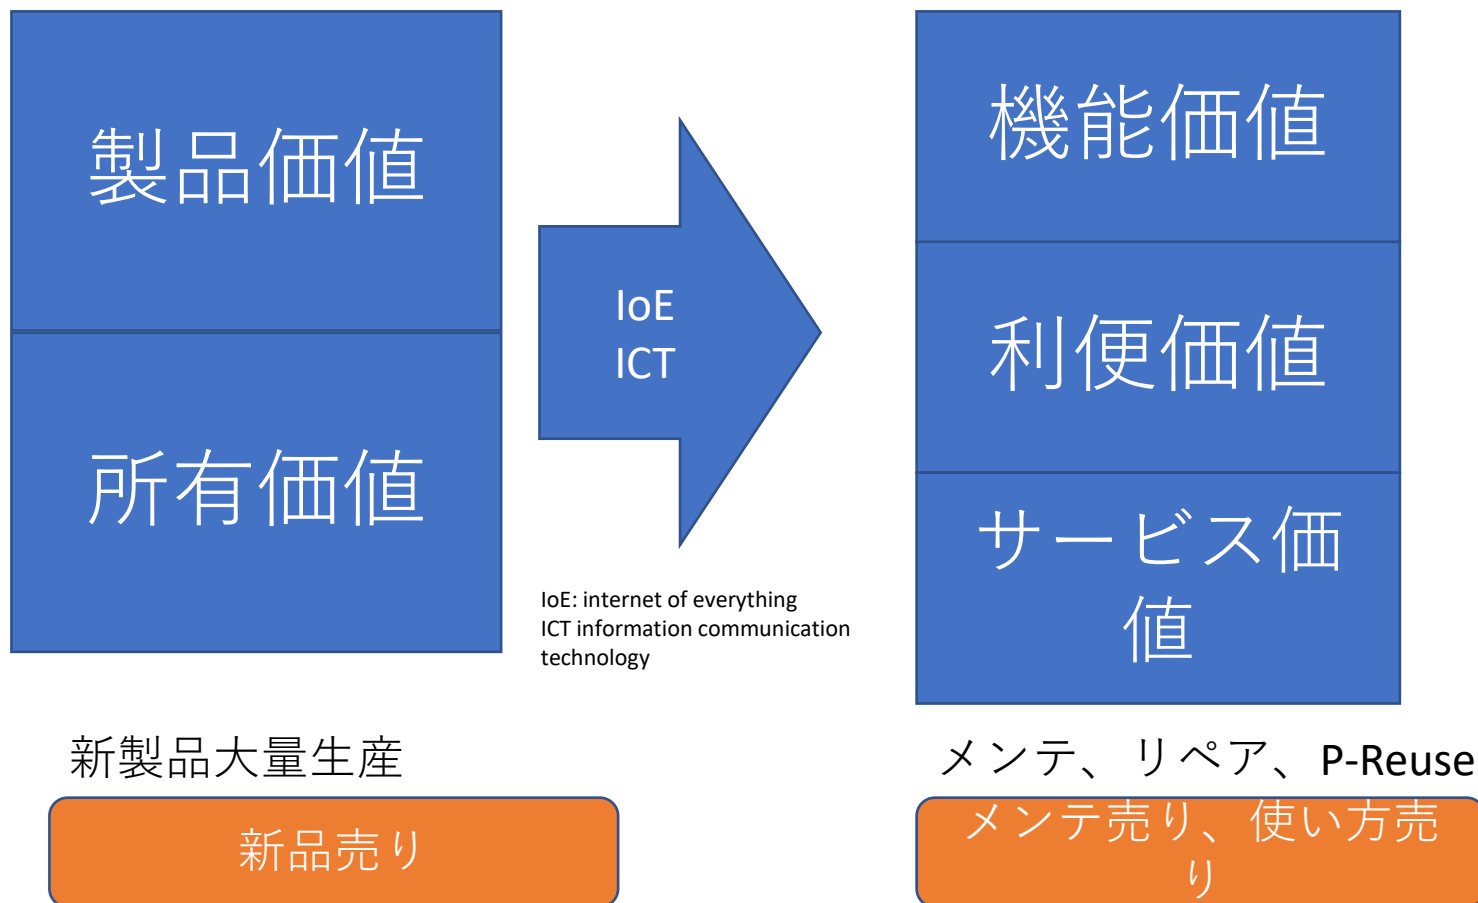 製品価値
所有価値
IoE
ICT
IoE: internet of everything
ICT information communication
technology
機能価値
利便価値
サービス価
値
新製品大量生産
新品売り
メンテ、リペア、P-Reuse
メンテ売り、使い方売
り